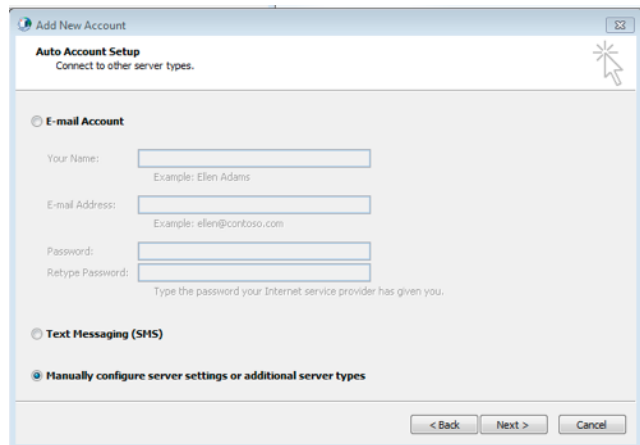 Add New Account
Auto Account Setup
Connect to other server types.
E-mail Account
Your Name:
Example: Ellen Adams
E-mail Address:
Example: ellen@contoso.com
Password:
Retype Password:
Type the password your Internet service provider has given you.
Text Messaging (SMS)
Manually configure server settings or additional server types
< Back Next > Cancel